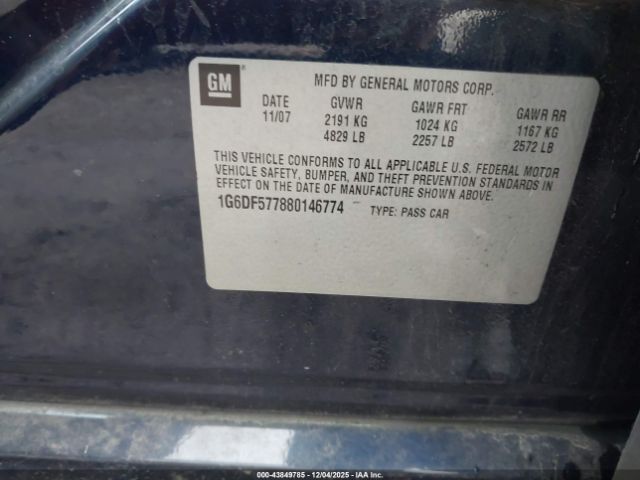 GM
MFD BY GENERAL MOTORS CORP.
DATE GVWR GAWR FRT GAWR RR
11/07 2191 KG 1024 KG 1167 KG
4829 LB 2257 LB 2572 LB
THIS VEHICLE CONFORMS TO ALL APPLICABLE U.S. FEDERAL MOTOR
VEHICLE SAFETY, BUMPER, AND THEFT PREVENTION STANDARDS IN
EFFECT ON THE DATE OF MANUFACTURE SHOWN ABOVE.
1G6DF577880146774 TYPE: PASS CAR
000-43849785 - 12/04/2025 - IAA Inc.